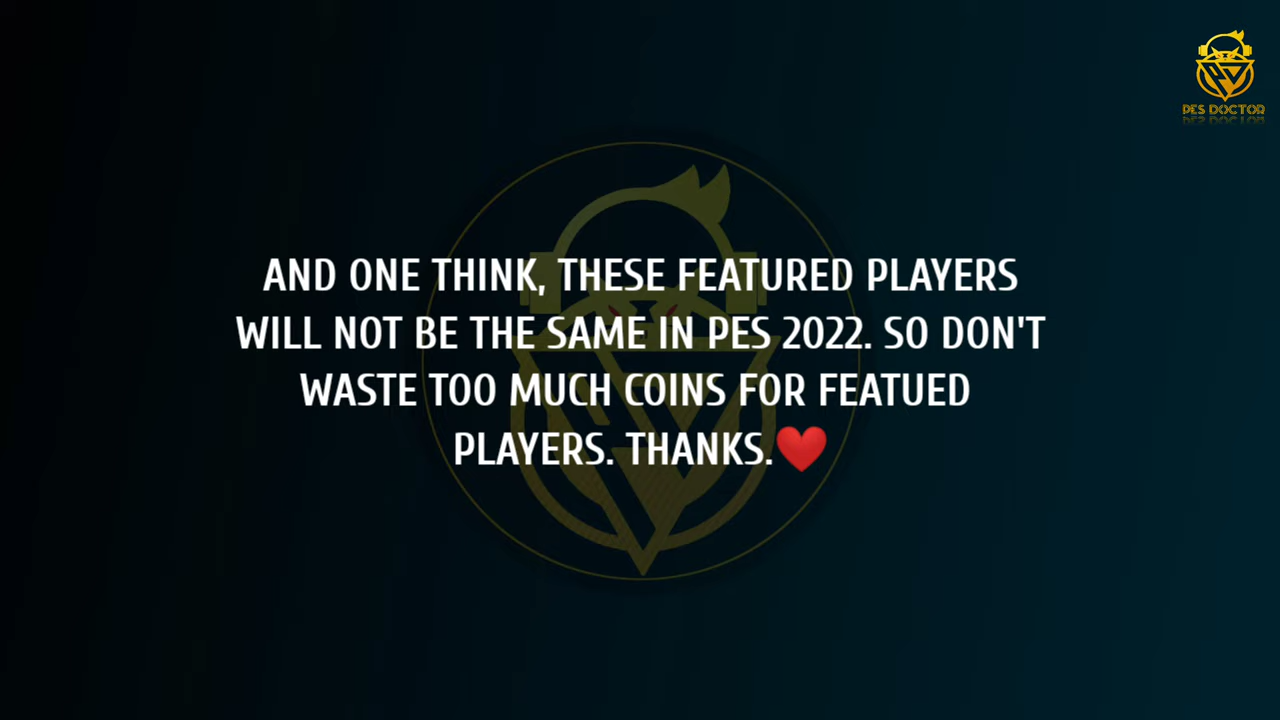 PES DOCTOR
AND ONE THINK, THESE FEATURED PLAYERS
WILL NOT BE THE SAME IN PES 2022. SO DON'T
WASTE TOO MUCH COINS FOR FEATUED
PLAYERS. THANKS.❤️